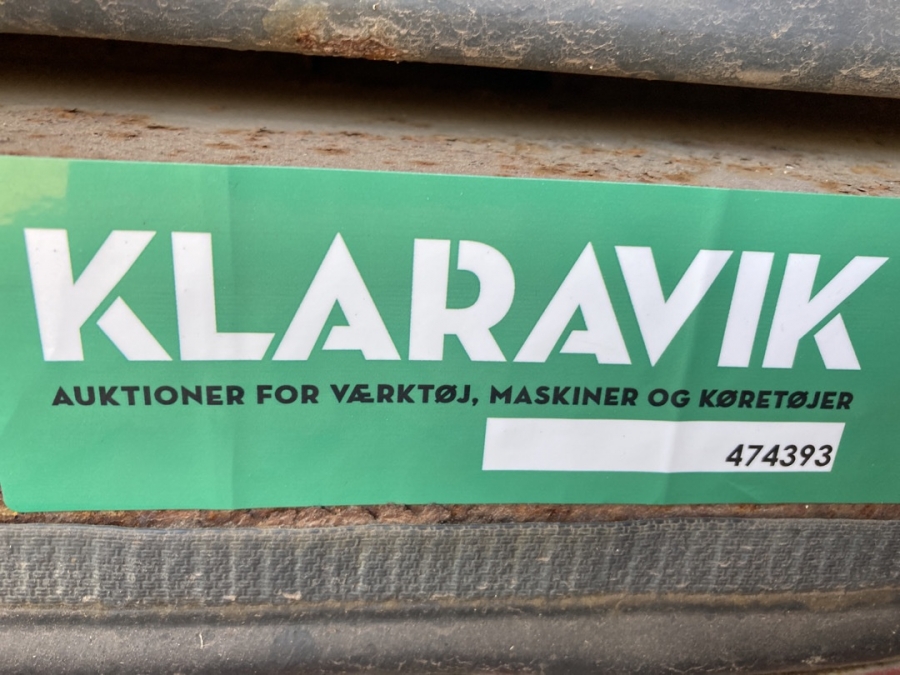 KLARAVIK
AUKTIONER FOR VÆRKTØJ, MASKINER OG KØRETØJER
474393